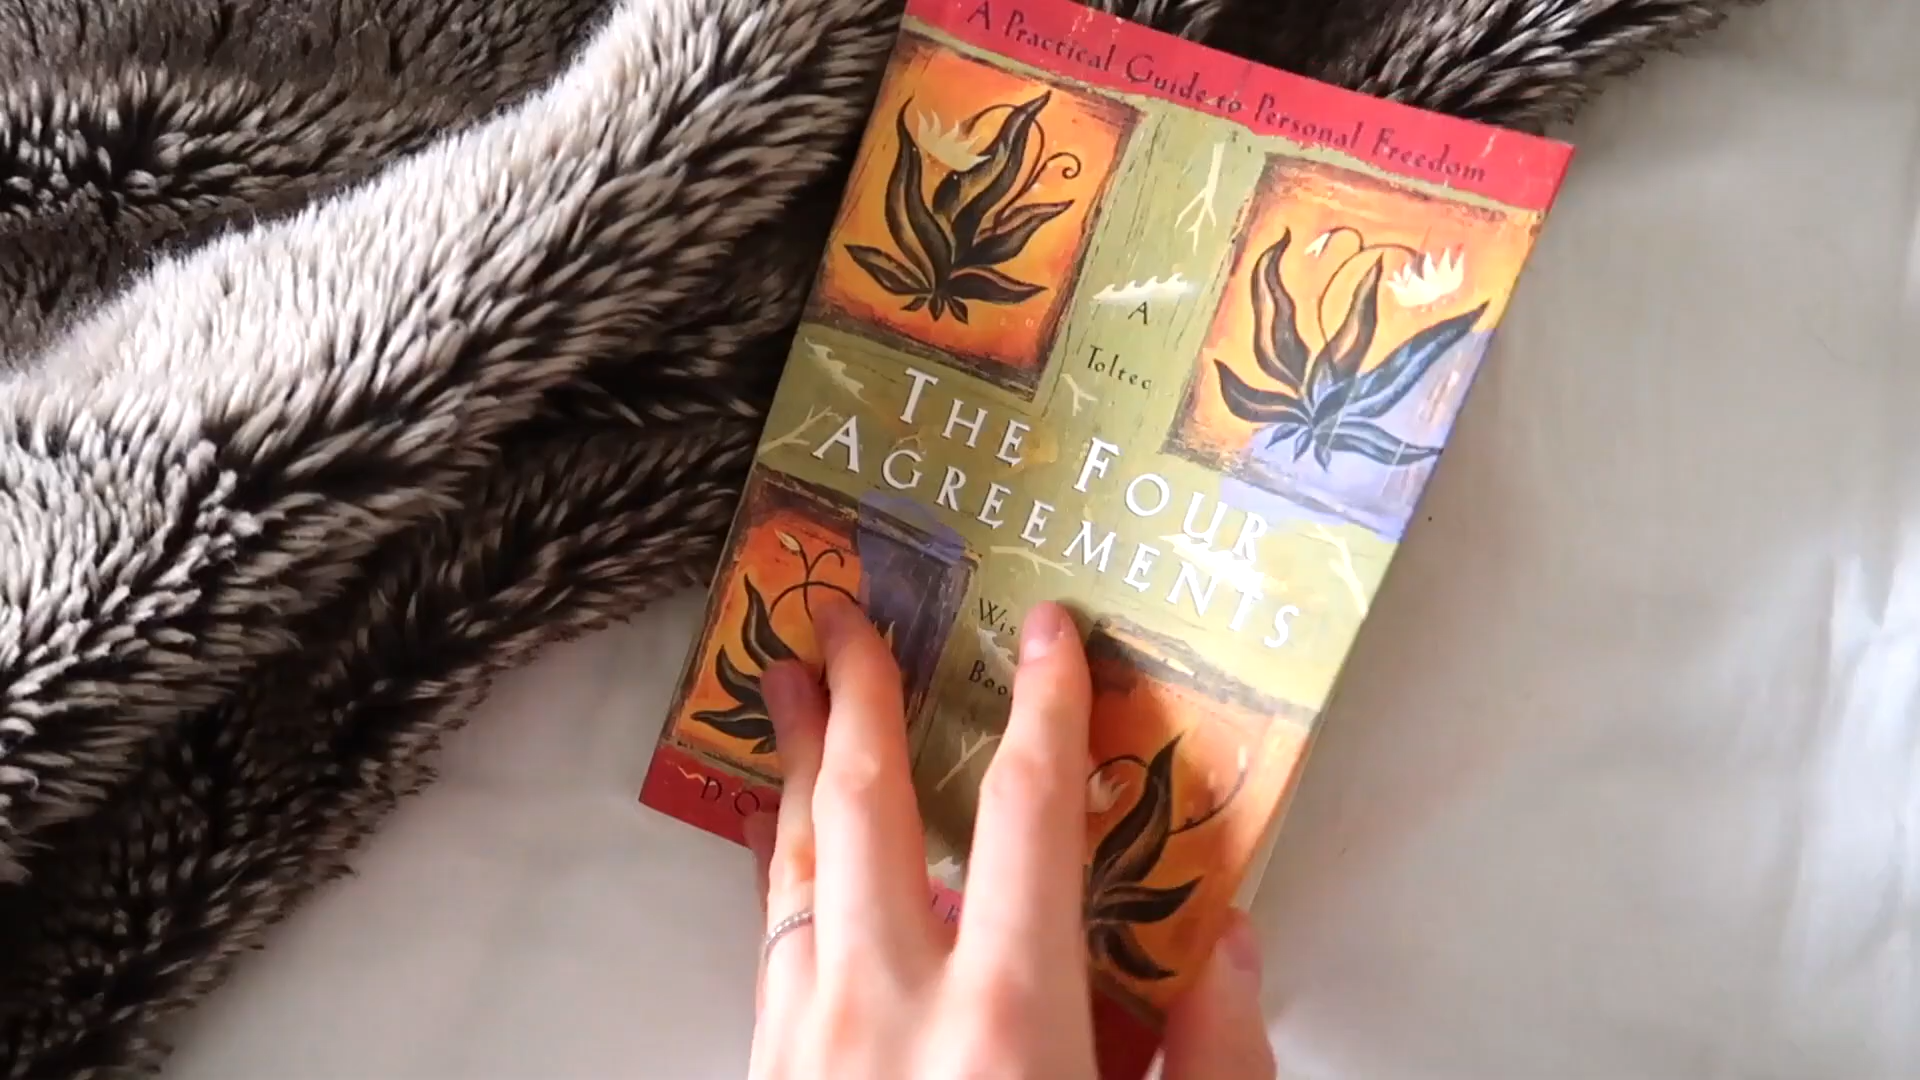 A Practical Guide to Personal Freedom
A
Toltec
THE FOUR
AGREEMENTS